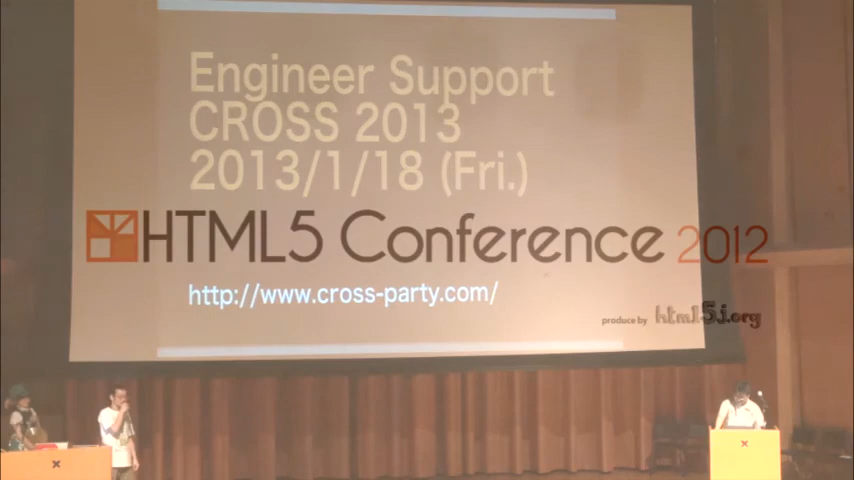 Engineer Support
CROSS 2013
2013/1/18 (Fri.)
HTML5 Conference 2012
http://www.cross-party.com/
produce by html5j.org